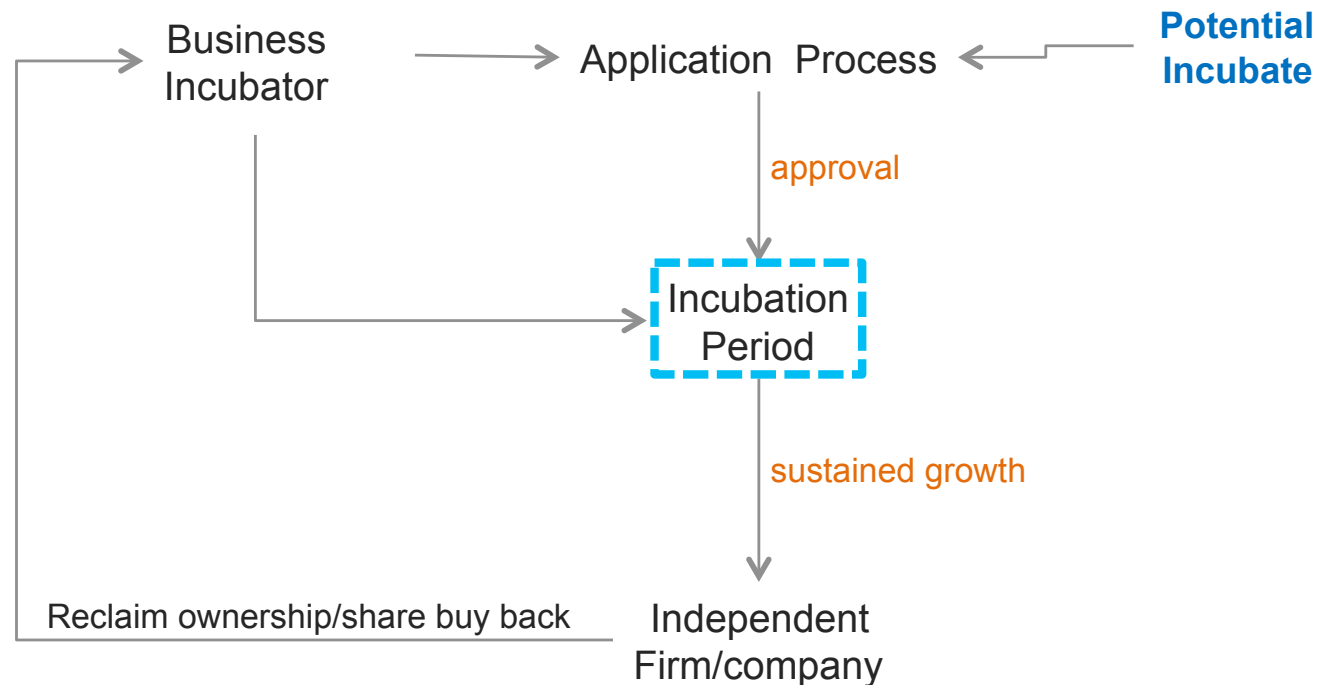 Business
Incubator
Application  Process
Potential
Incubate
approval
Incubation
Period
sustained growth
Reclaim ownership/share buy back
Independent
Firm/company